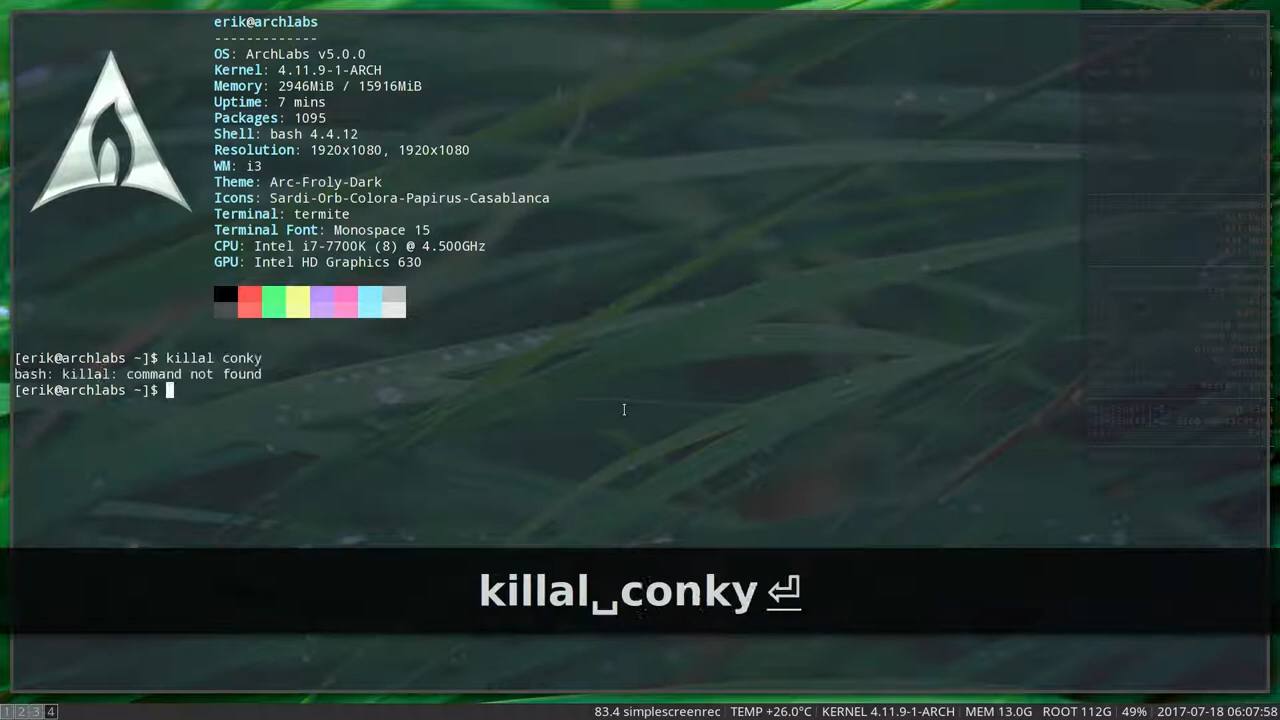 erik@archlabs
-------------
OS: ArchLabs v5.0.0
Kernel: 4.11.9-1-ARCH
Memory: 2946MiB / 15916MiB
Uptime: 7 mins
Packages: 1095
Shell: bash 4.4.12
Resolution: 1920x1080, 1920x1080
WM: i3
Theme: Arc-Froly-Dark
Icons: Sardi-Orb-Colora-Papirus-Casablanca
Terminal: termite
Terminal Font: Monospace 15
CPU: Intel i7-7700K (8) @ 4.500GHz
GPU: Intel HD Graphics 630
[erik@archlabs ~]$ killal conky
bash: killal: command not found
[erik@archlabs ~]$
killal␣conky ⏎
1 2 3 4 83.4 simplescreenrec TEMP +26.0°C KERNEL 4.11.9-1-ARCH MEM 13.0G ROOT 112G 49% 2017-07-18 06:07:58